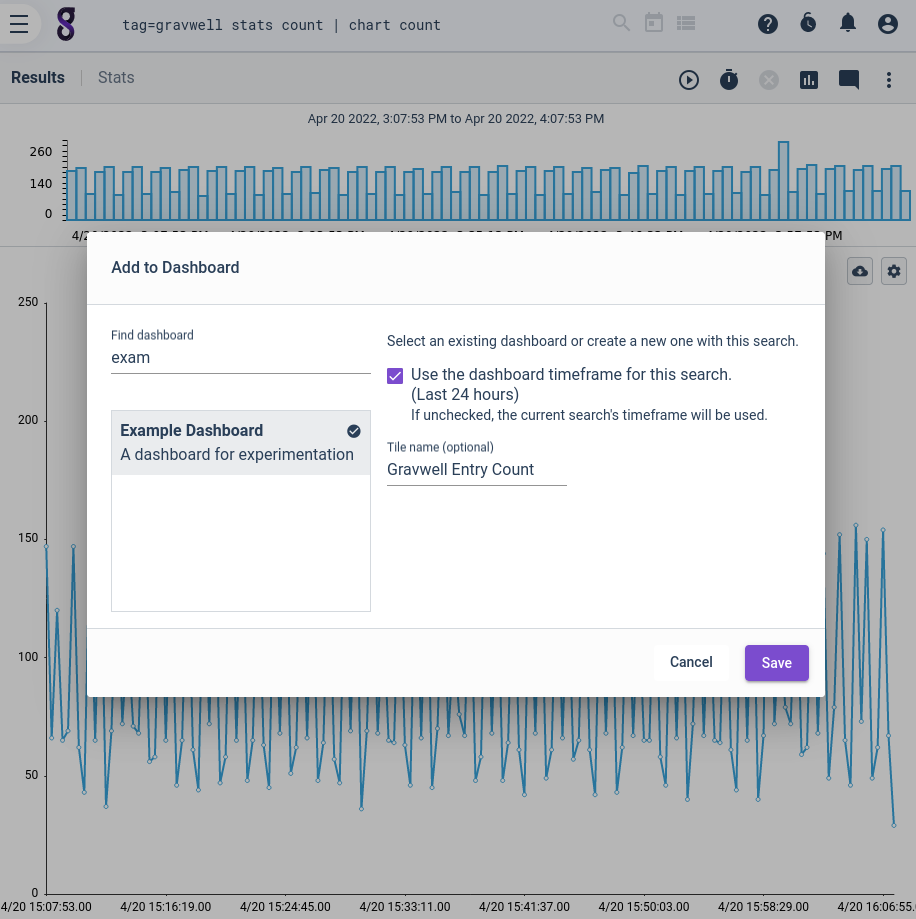 tag=gravwell stats count | chart count
Results
Stats
Apr 20 2022, 3:07:53 PM to Apr 20 2022, 4:07:53 PM
260
140
0
Add to Dashboard
250
200
150
100
50
0
Find dashboard
exam
Example Dashboard
A dashboard for experimentation
Select an existing dashboard or create a new one with this search.
Use the dashboard timeframe for this search.
(Last 24 hours)
If unchecked, the current search's timeframe will be used.
Tile name (optional)
Gravwell Entry Count
Cancel
Save
4/20 15:07:53.00 4/20 15:16:19.00 4/20 15:24:45.00 4/20 15:33:11.00 4/20 15:41:37.00 4/20 15:50:03.00 4/20 15:58:29.00 4/20 16:06:55.